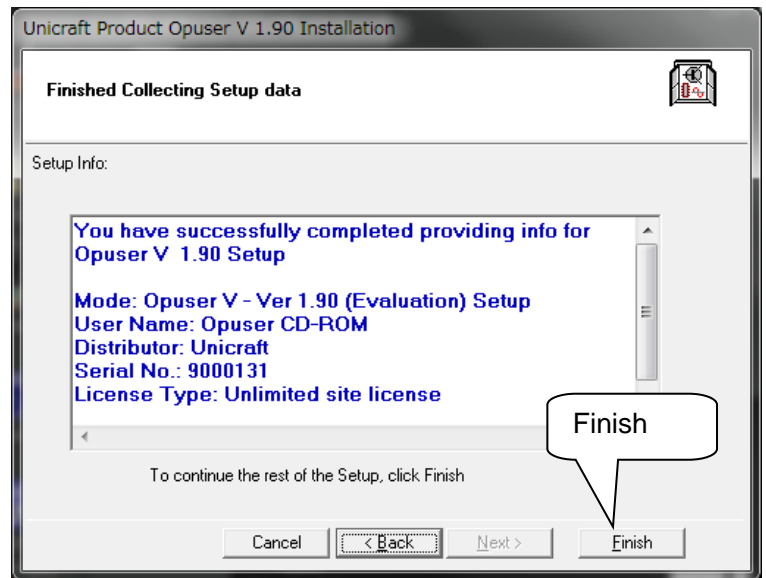 Unicraft Product Opuser V 1.90 Installation
Finished Collecting Setup data
Setup Info:
You have successfully completed providing info for
Opuser V  1.90 Setup
Mode: Opuser V - Ver 1.90 (Evaluation) Setup
User Name: Opuser CD-ROM
Distributor: Unicraft
Serial No.: 9000131
License Type: Unlimited site license
Finish
To continue the rest of the Setup, click Finish
Cancel
< Back
Next >
Finish